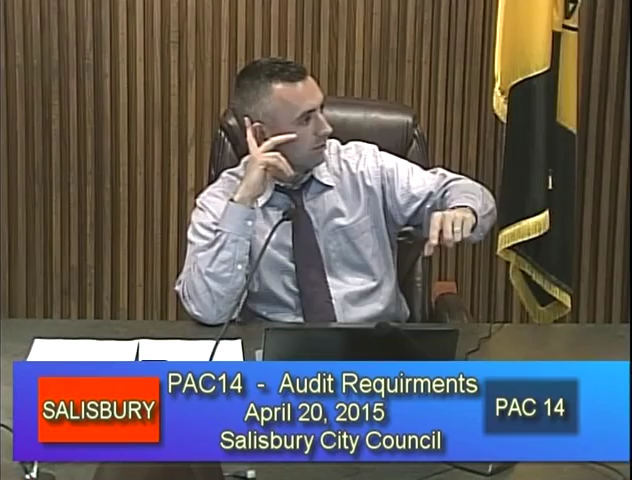 PAC14 - Audit Requirments
SALISBURY
April 20, 2015
PAC 14
Salisbury City Council